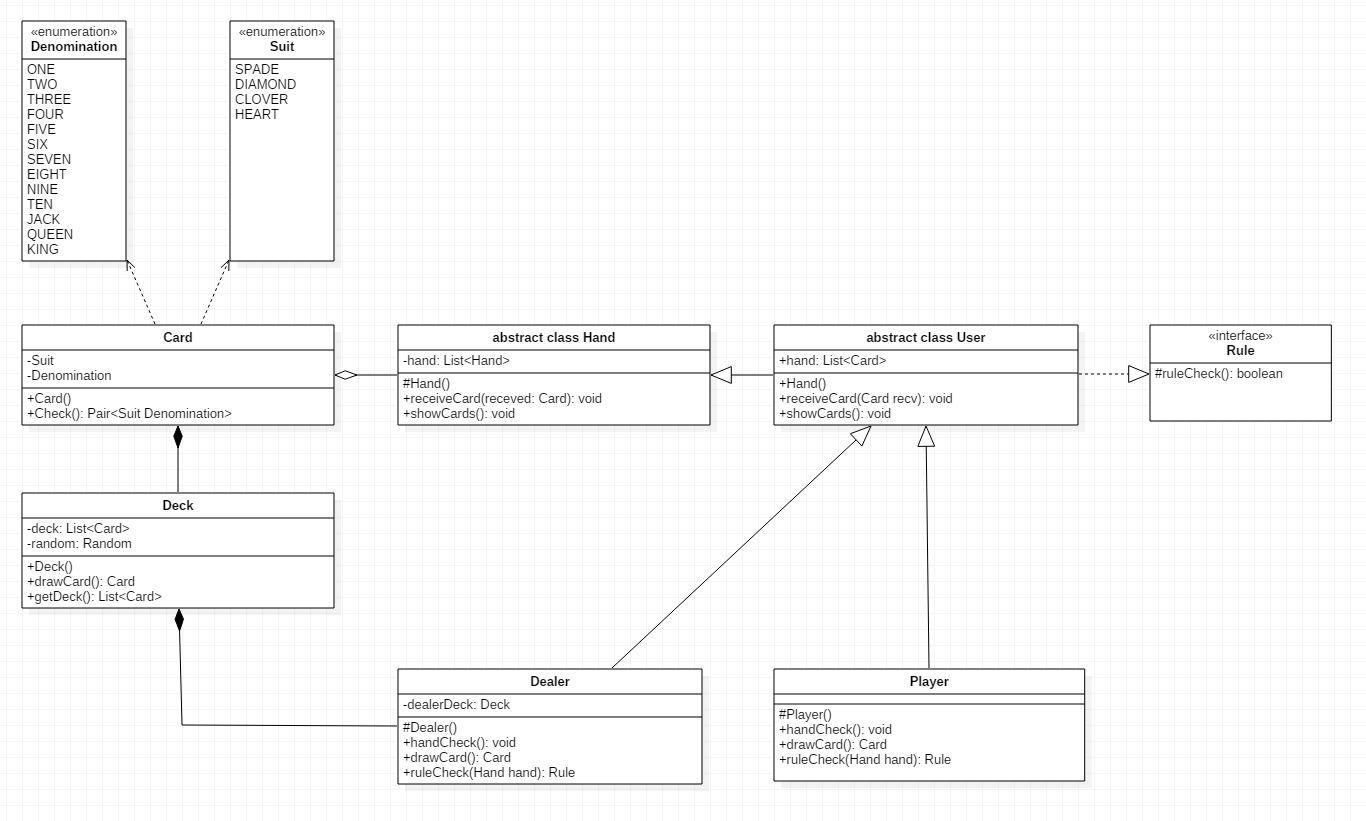 «enumeration»
Denomination
ONE
TWO
THREE
FOUR
FIVE
SIX
SEVEN
EIGHT
NINE
TEN
JACK
QUEEN
KING
«enumeration»
Suit
SPADE
DIAMOND
CLOVER
HEART
Card
-Suit
-Denomination
+Card()
+Check(): Pair<Suit Denomination>
abstract class Hand
-hand: List<Hand>
#Hand()
+receiveCard(receved: Card): void
+showCards(): void
abstract class User
+hand: List<Card>
+Hand()
+receiveCard(Card recv): void
+showCards(): void
«interface»
Rule
#ruleCheck(): boolean
Deck
-deck: List<Card>
-random: Random
+Deck()
+drawCard(): Card
+getDeck(): List<Card>
Dealer
-dealerDeck: Deck
#Dealer()
+handCheck(): void
+drawCard(): Card
+ruleCheck(Hand hand): Rule
Player
#Player()
+handCheck(): void
+drawCard(): Card
+ruleCheck(Hand hand): Rule